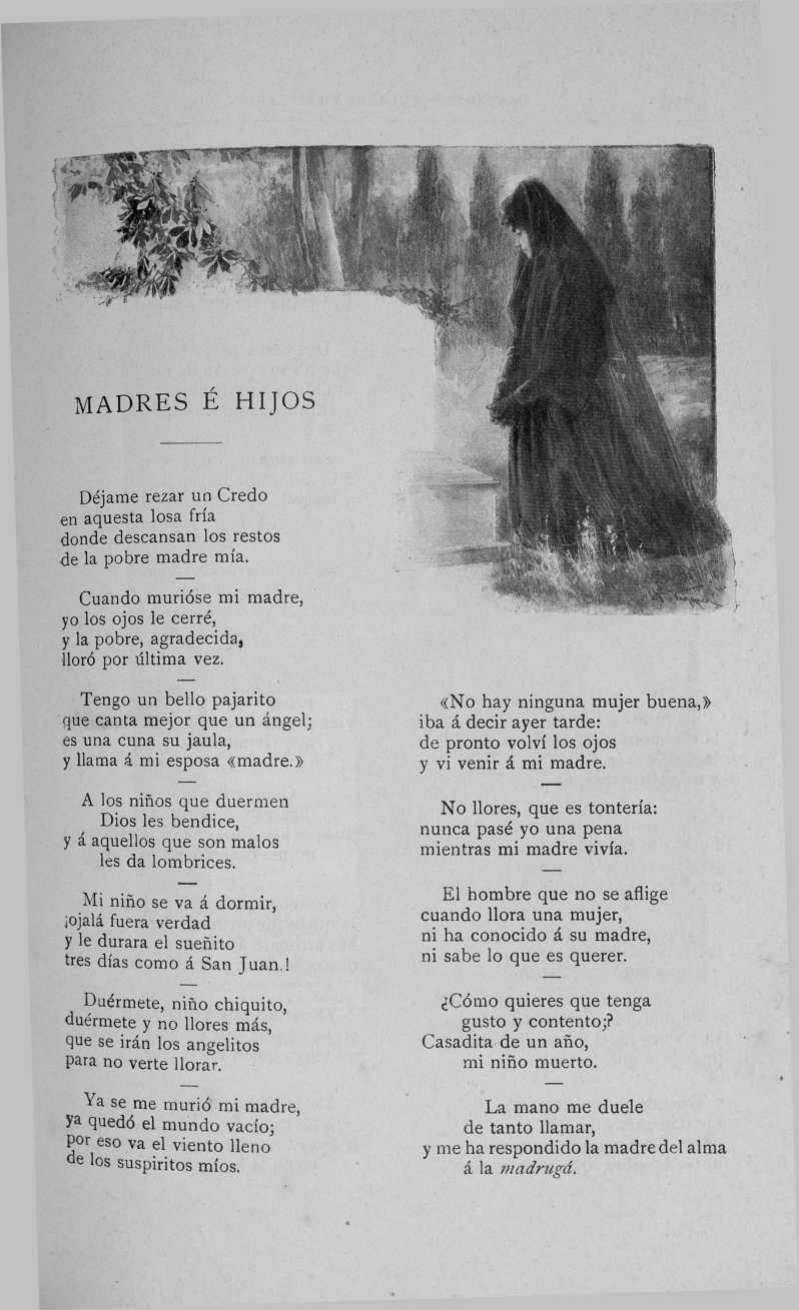 MADRES É HIJOS
Déjame rezar un Credo
en aquesta losa fría
donde descansan los restos
de la pobre madre mía.
Cuando murióse mi madre,
yo los ojos le cerré,
y la pobre, agradecida,
lloró por última vez.
Tengo un bello pajarito
que canta mejor que un ángel;
es una cuna su jaula,
y llama á mi esposa «madre.»
A los niños que duermen
Dios les bendice,
y á aquellos que son malos
les da lombrices.
Mi niño se va á dormir,
¡ojalá fuera verdad
y le durara el sueñito
tres días como á San Juan.!
Duérmete, niño chiquito,
duérmete y no llores más,
que se irán los angelitos
para no verte llorar.
Ya se me murió mi madre,
ya quedó el mundo vacío;
por eso va el viento lleno
de los suspiritos míos.
«No hay ninguna mujer buena,»
iba á decir ayer tarde:
de pronto volví los ojos
y vi venir á mi madre.
No llores, que es tontería:
nunca pasé yo una pena
mientras mi madre vivía.
El hombre que no se aflige
cuando llora una mujer,
ni ha conocido á su madre,
ni sabe lo que es querer.
¿Cómo quieres que tenga
gusto y contento;?
Casadita de un año,
mi niño muerto.
La mano me duele
de tanto llamar,
y me ha respondido la madre del alma
á la madrugá.